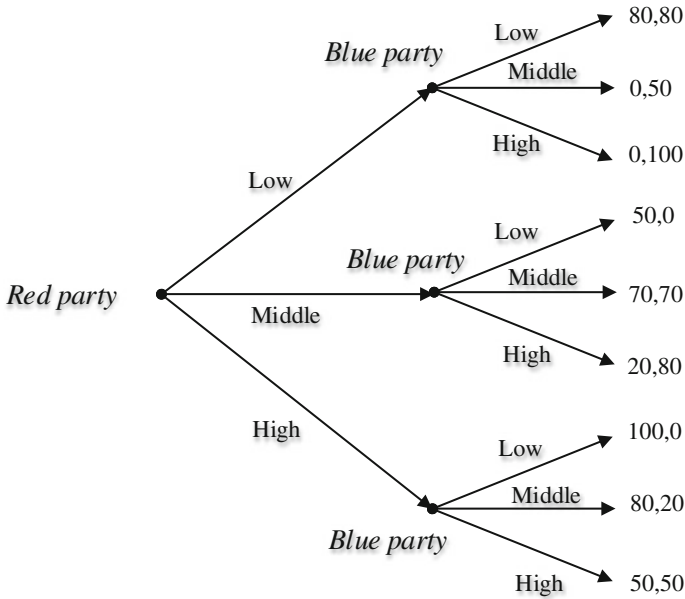 80,80
Low
Blue party
Middle
0,50
High
0,100
Low
50,0
Low
Blue party
Middle
70,70
Red party
Middle
High
20,80
High
100,0
Low
Middle
80,20
Blue party
High
50,50